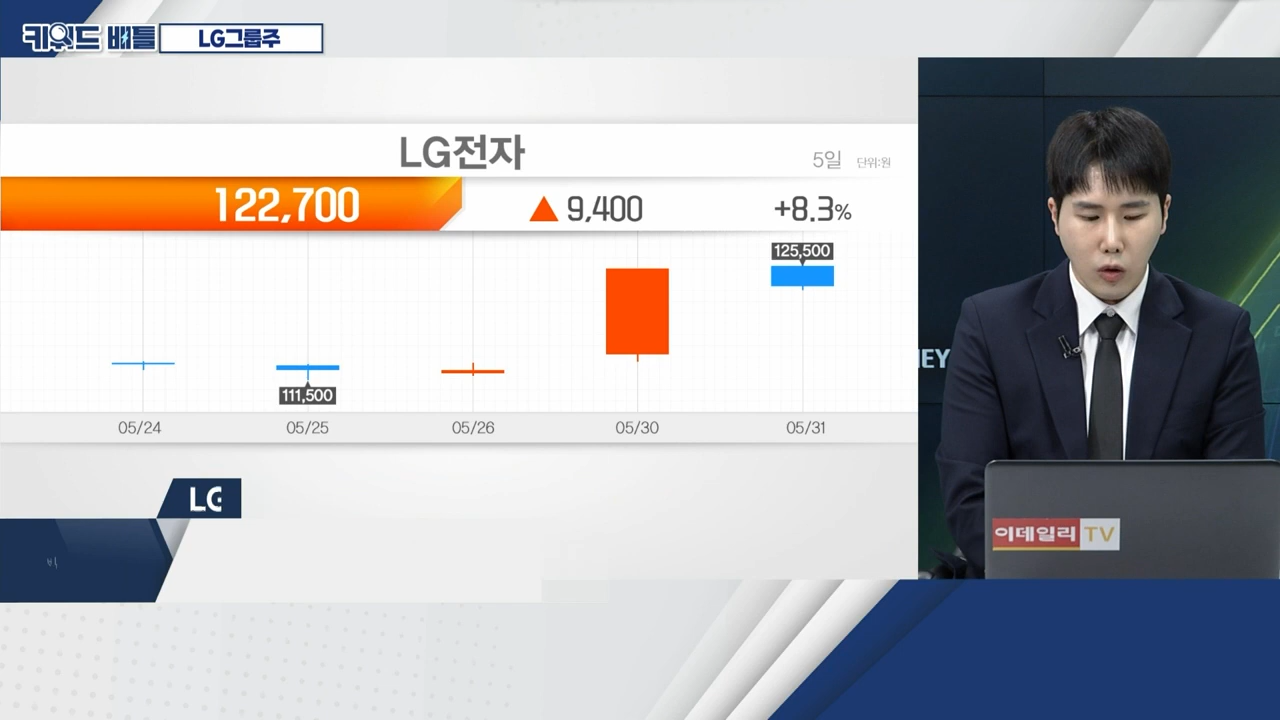 키워드 배틀
LG그룹주
LG전자
5일
단위:원
122,700
▲ 9,400
+8.3%
125,500
111,500
05/24
05/25
05/26
05/30
05/31
LG
비
EY
이데일리TV